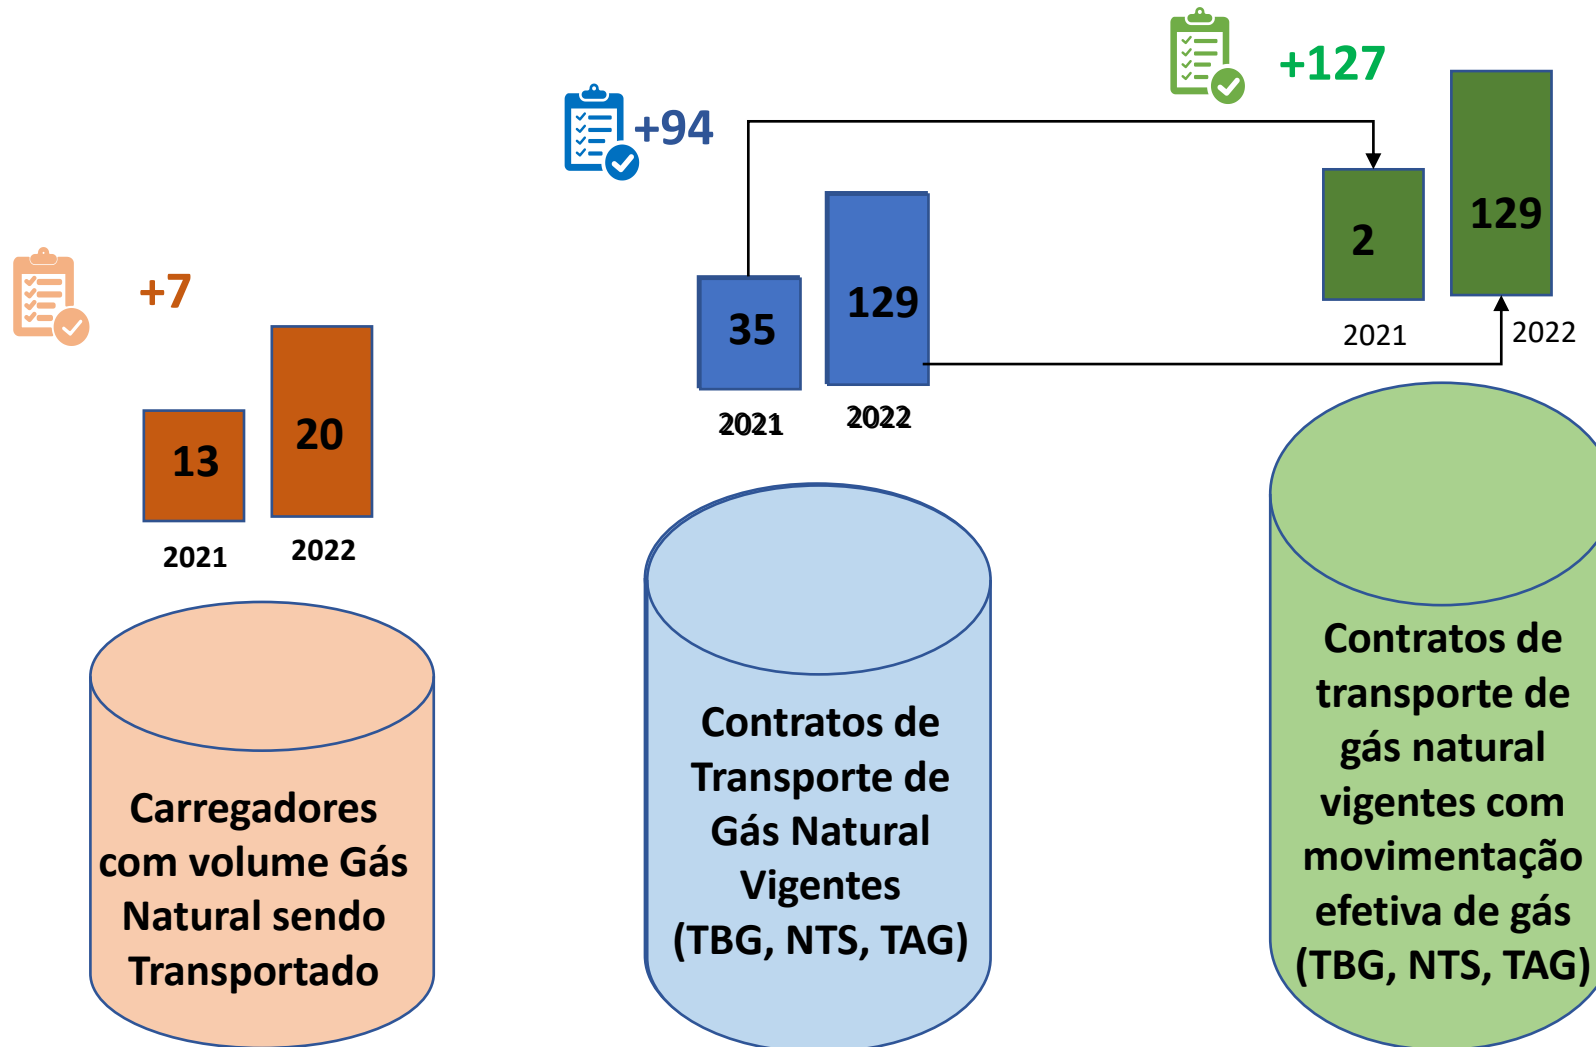 +7
13
20
2021
2022
Carregadores
com volume Gás
Natural sendo
Transportado
+94
35
129
2021
2022
Contratos de
Transporte de
Gás Natural
Vigentes
(TBG, NTS, TAG)
+127
2
129
2021
2022
Contratos de
transporte de
gás natural
vigentes com
movimentação
efetiva de gás
(TBG, NTS, TAG)